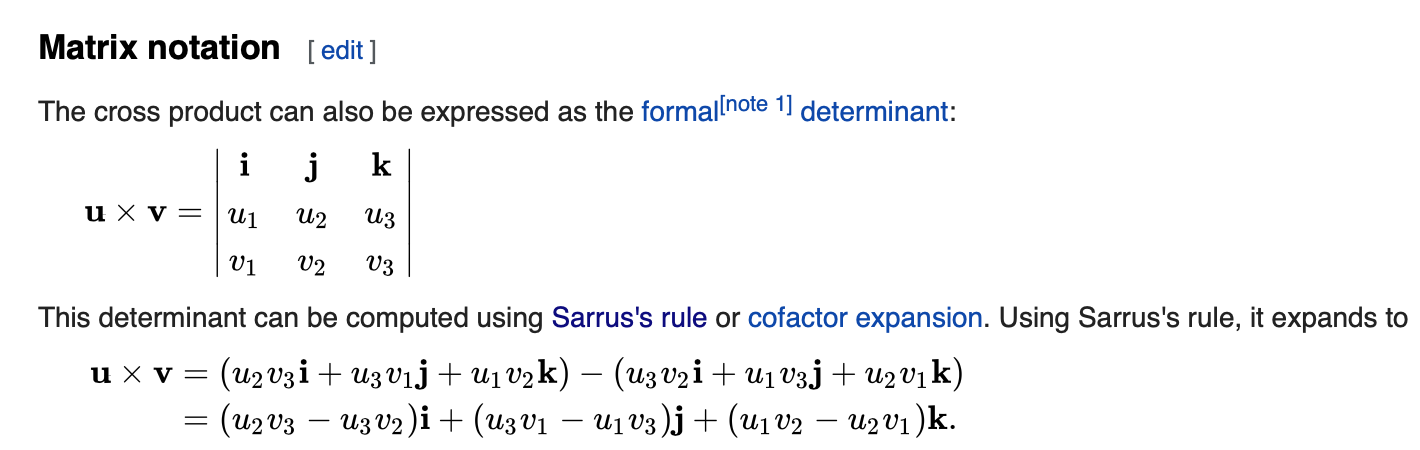 Matrix notation [ edit ]
The cross product can also be expressed as the formal[note 1] determinant:
i j k
u × v = u₁ u₂ u₃
v₁ v₂ v₃
This determinant can be computed using Sarrus's rule or cofactor expansion. Using Sarrus's rule, it expands to
u × v = (u₂v₃i + u₃v₁j + u₁v₂k) − (u₃v₂i + u₁v₃j + u₂v₁k)
= (u₂v₃ − u₃v₂)i + (u₃v₁ − u₁v₃)j + (u₁v₂ − u₂v₁)k.